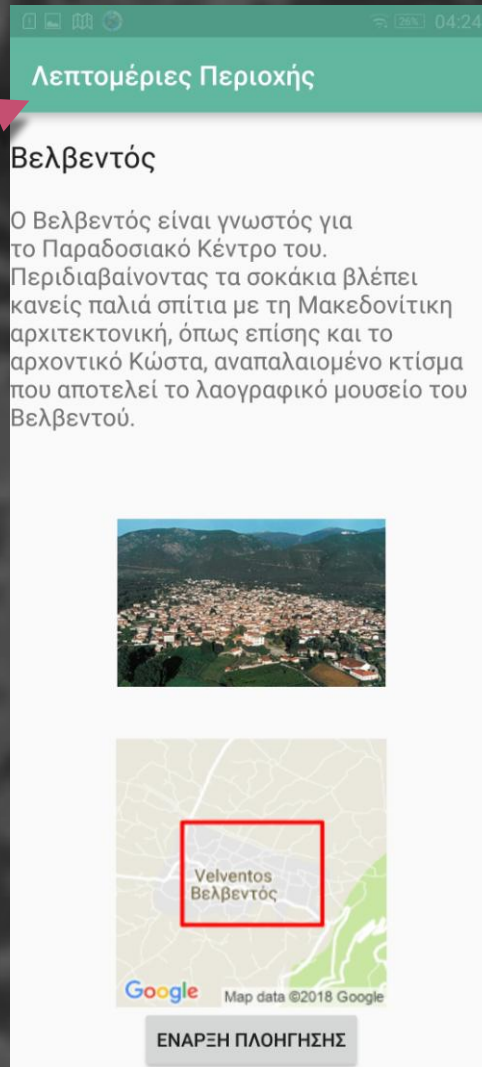 26% 04:24
Λεπτομέριες Περιοχής
Βελβεντός
Ο Βελβεντός είναι γνωστός για
το Παραδοσιακό Κέντρο του.
Περιδιαβαίνοντας τα σοκάκια βλέπει
κανείς παλιά σπίτια με τη Μακεδονίτικη
αρχιτεκτονική, όπως επίσης και το
αρχοντικό Κώστα, αναπαλαιομένο κτίσμα
που αποτελεί το λαογραφικό μουσείο του
Βελβεντού.
Velventos
Βελβεντός
Google Map data ©2018 Google
ΕΝΑΡΞΗ ΠΛΟΗΓΗΣΗΣ